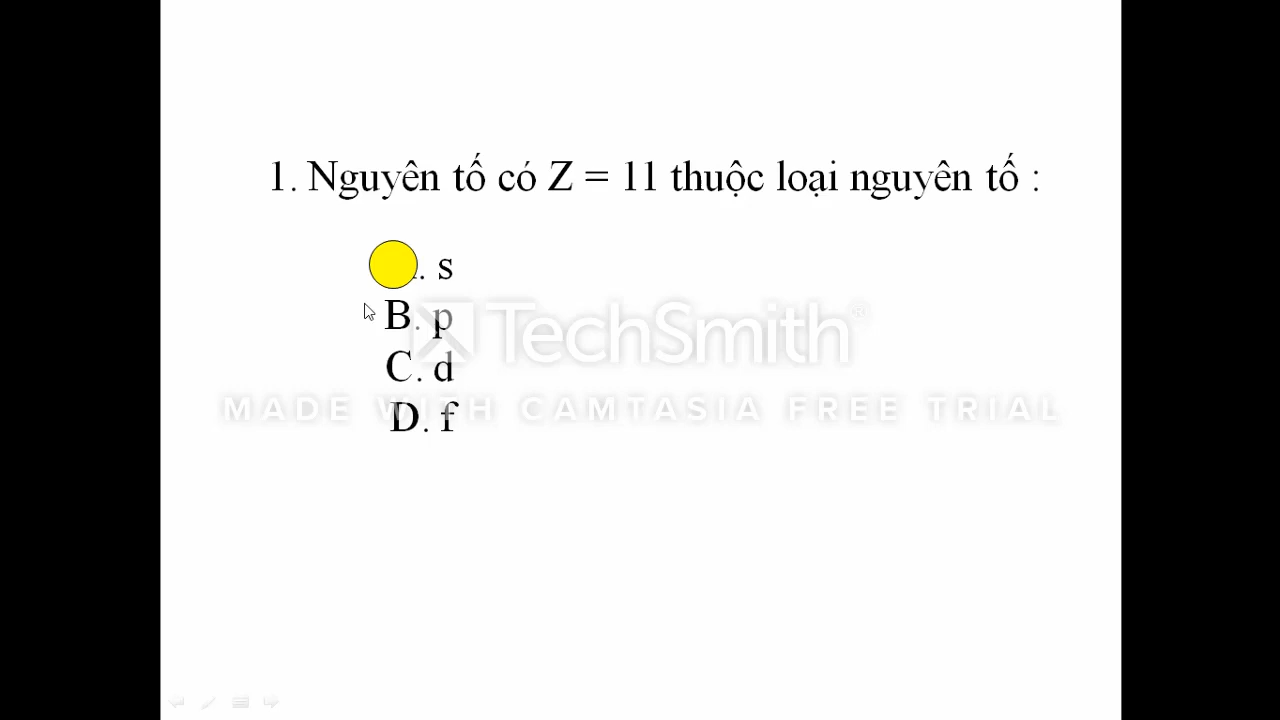 1. Nguyên tố có Z = 11 thuộc loại nguyên tố :
. s
B. p
TechSmith®
C. d
MADE WITH CAMTASIA FREE TRIAL
D. f